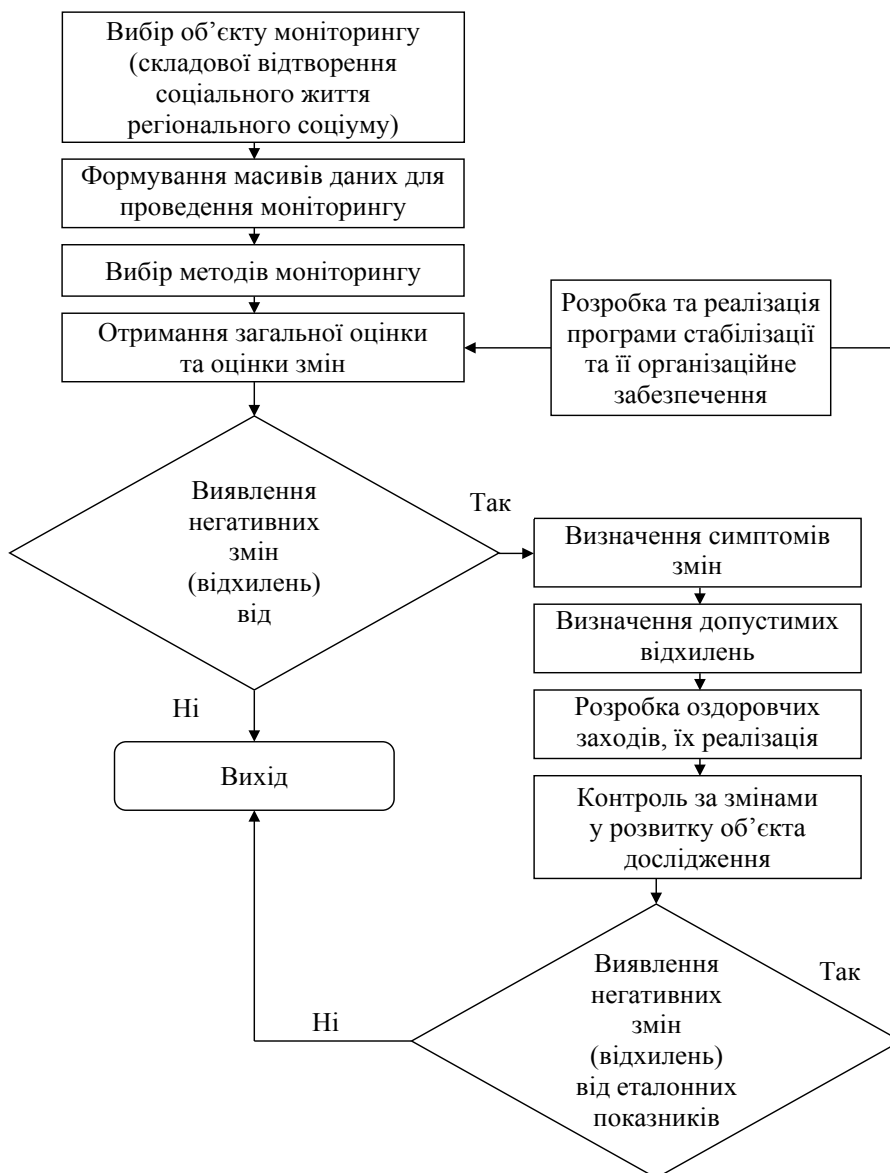 Вибір об’єкту моніторингу
(складової відтворення
соціального життя
регіонального соціуму)
Формування масивів даних для
проведення моніторингу
Вибір методів моніторингу
Отримання загальної оцінки
та оцінки змін
Розробка та реалізація
програми стабілізації
та її організаційне
забезпечення
Виявлення
негативних
змін
(відхилень)
від
Так
Визначення симптомів
змін
Визначення допустимих
відхилень
Розробка оздоровчих
заходів, їх реалізація
Контроль за змінами
у розвитку об’єкта
дослідження
Ні
Вихід
Виявлення
негативних
змін
(відхилень)
від еталонних
показників
Так
Ні